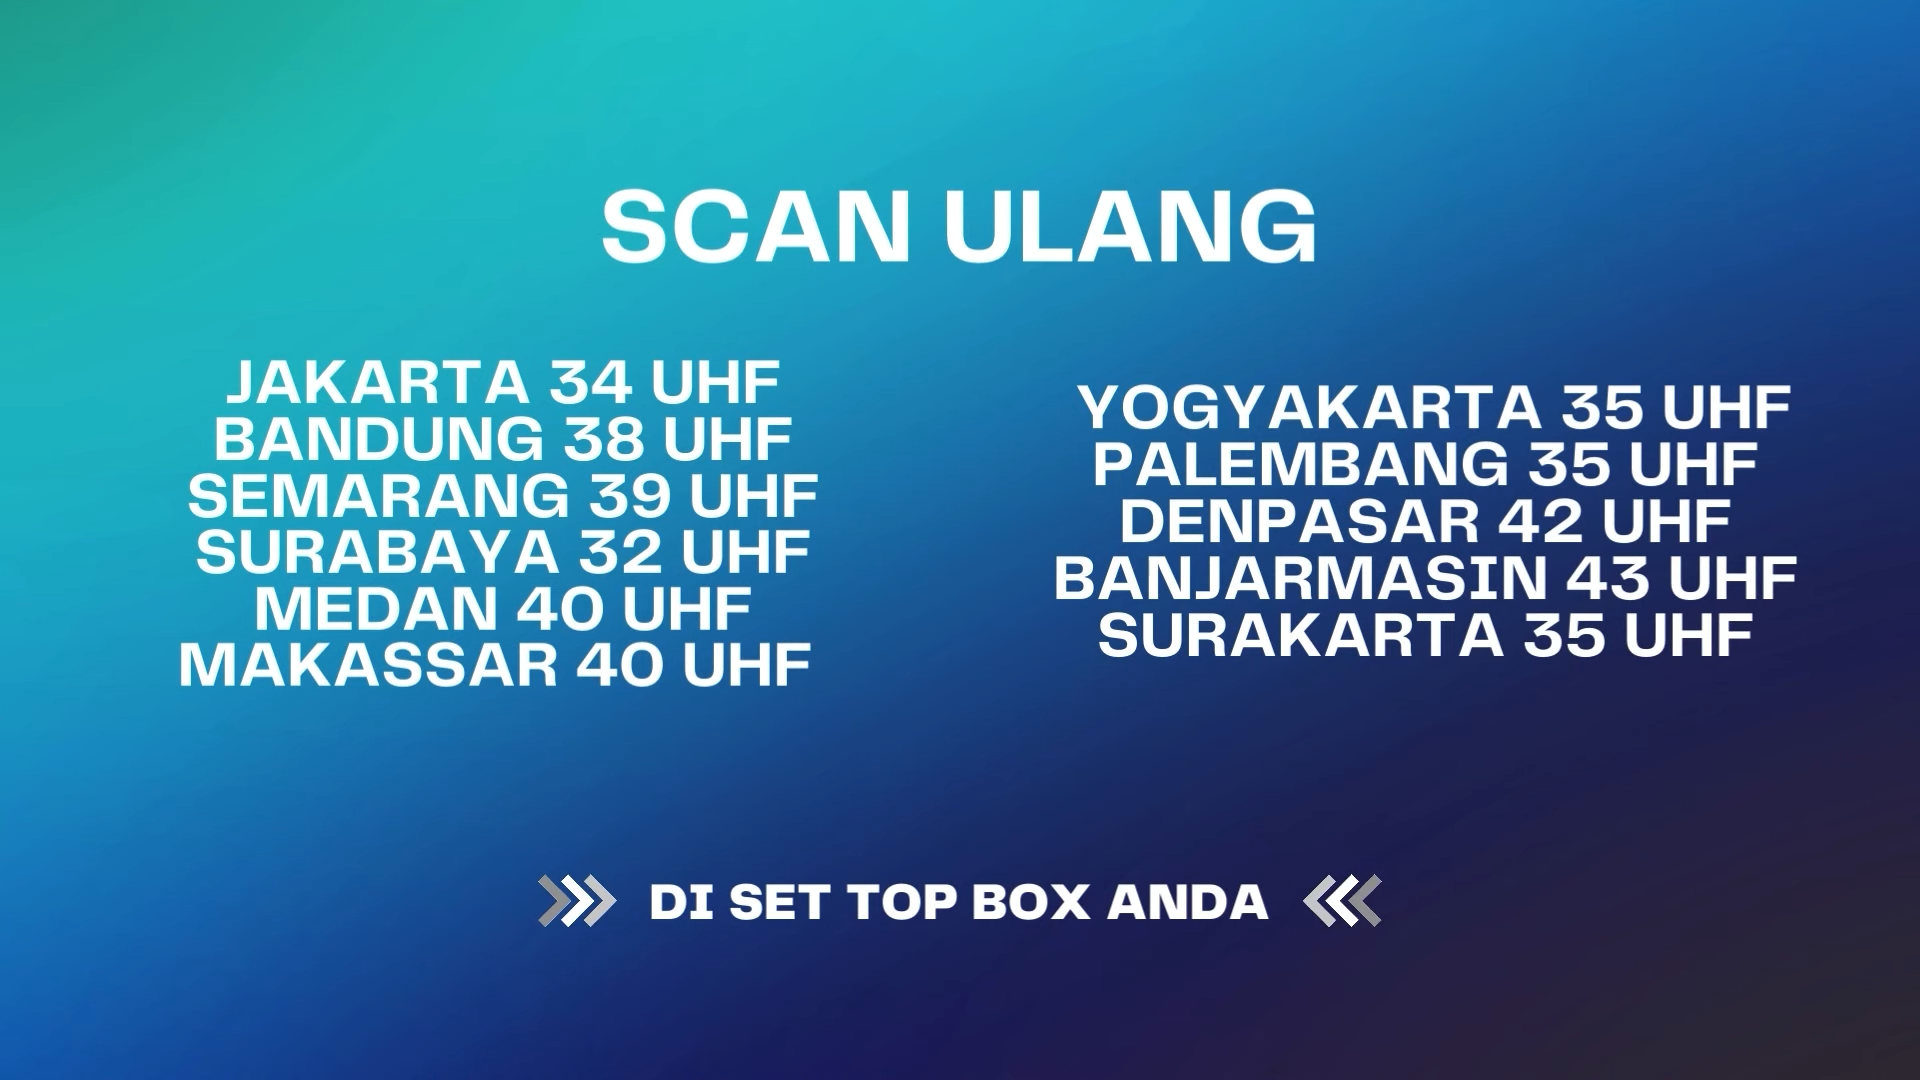 SCAN ULANG
JAKARTA 34 UHF
BANDUNG 38 UHF
SEMARANG 39 UHF
SURABAYA 32 UHF
MEDAN 40 UHF
MAKASSAR 40 UHF
YOGYAKARTA 35 UHF
PALEMBANG 35 UHF
DENPASAR 42 UHF
BANJARMASIN 43 UHF
SURAKARTA 35 UHF
DI SET TOP BOX ANDA